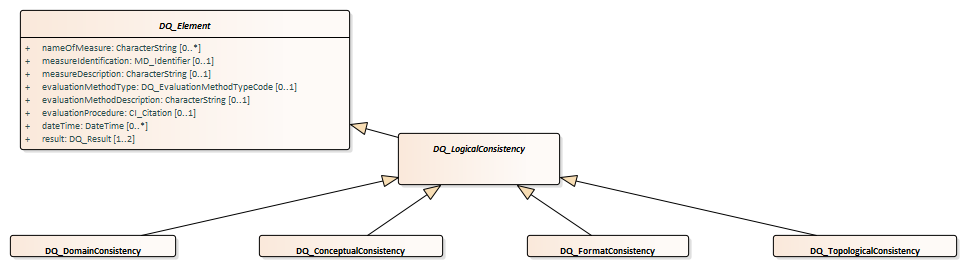 DQ_Element
+ nameOfMeasure: CharacterString [0..*]
+ measureIdentification: MD_Identifier [0..1]
+ measureDescription: CharacterString [0..1]
+ evaluationMethodType: DQ_EvaluationMethodTypeCode [0..1]
+ evaluationMethodDescription: CharacterString [0..1]
+ evaluationProcedure: CI_Citation [0..1]
+ dateTime: DateTime [0..*]
+ result: DQ_Result [1..2]
DQ_LogicalConsistency
DQ_DomainConsistency
DQ_ConceptualConsistency
DQ_FormatConsistency
DQ_TopologicalConsistency